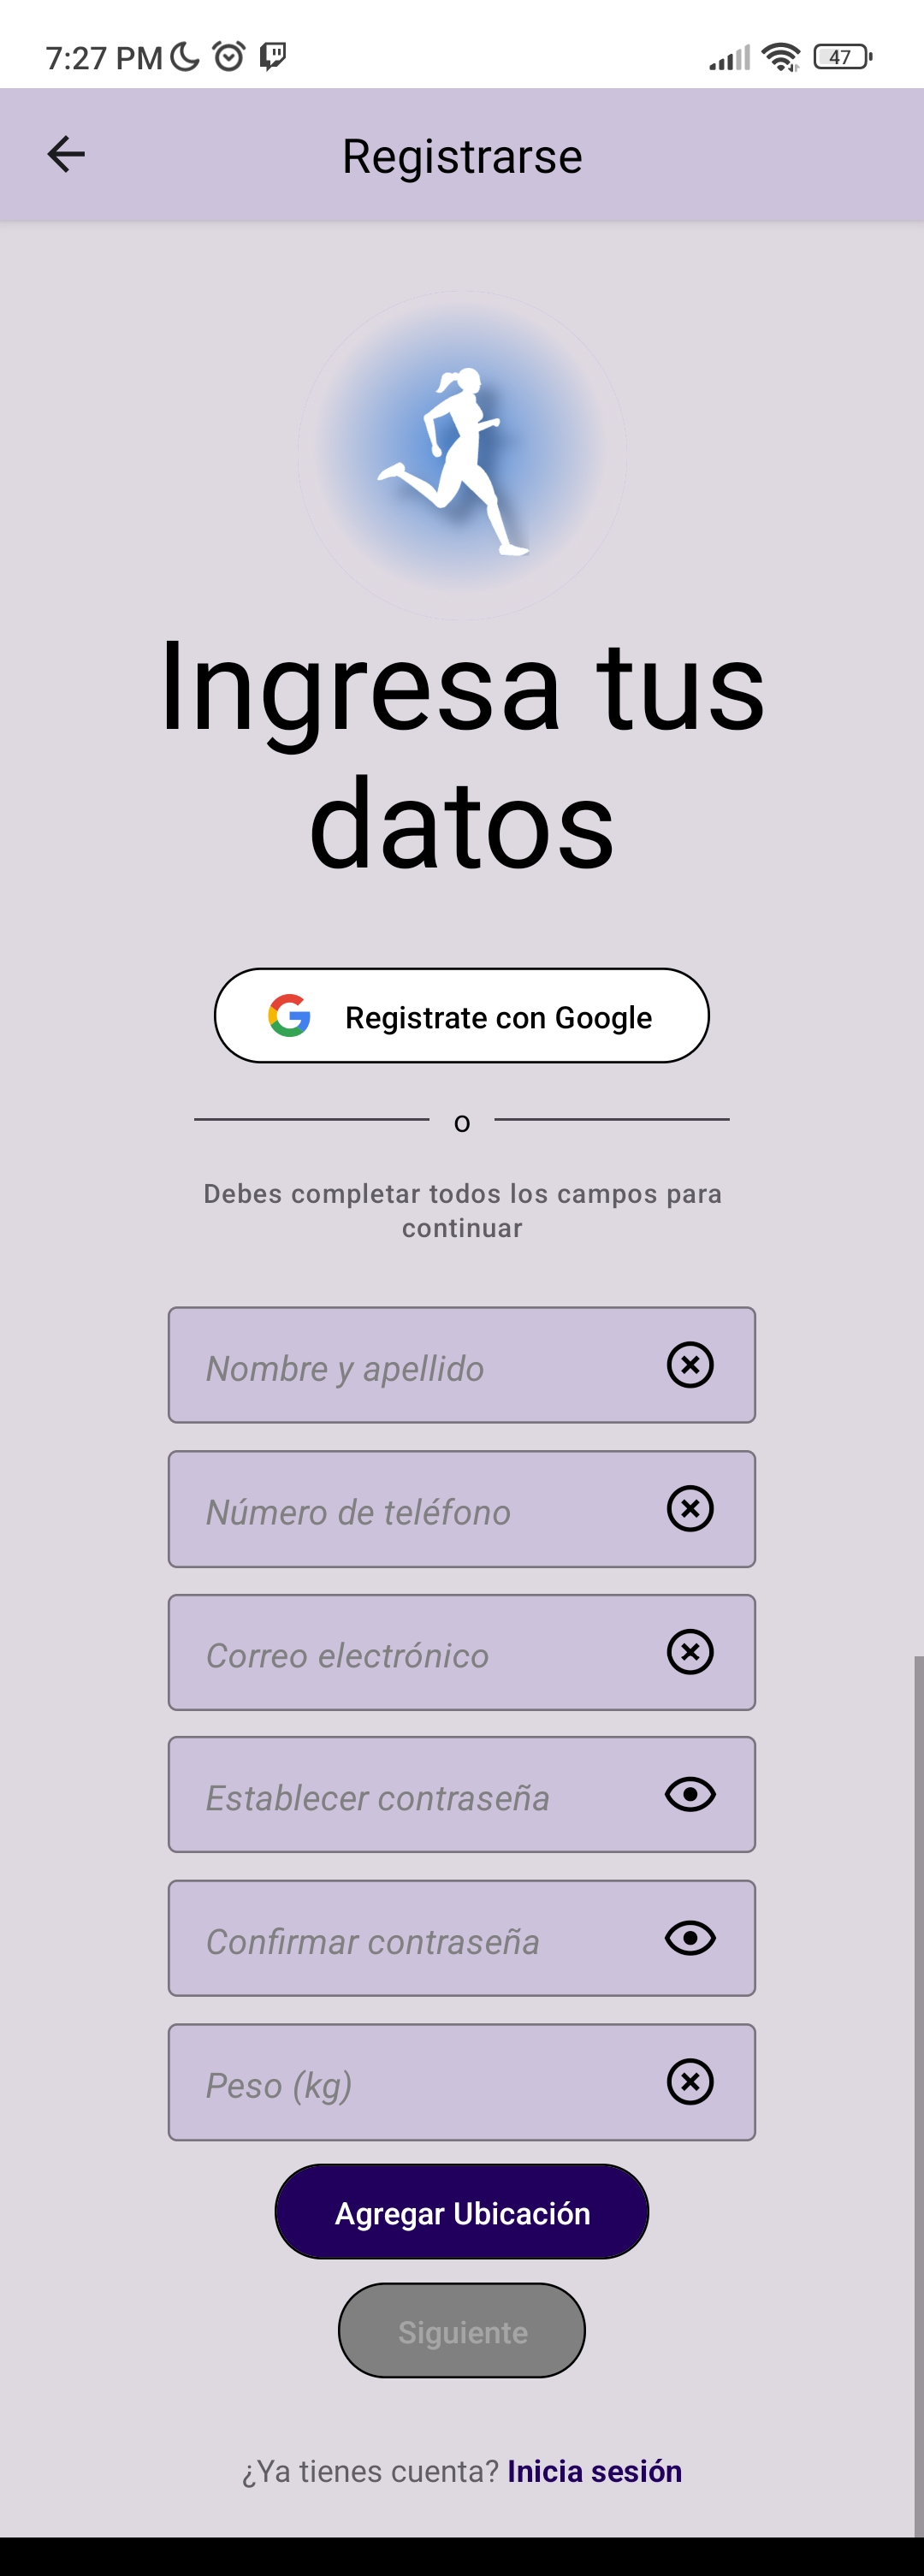 7:27 PM
47
Registrarse
Ingresa tus
datos
Registrate con Google
o
Debes completar todos los campos para
continuar
Nombre y apellido
Número de teléfono
Correo electrónico
Establecer contraseña
Confirmar contraseña
Peso (kg)
Agregar Ubicación
Siguiente
¿Ya tienes cuenta? Inicia sesión